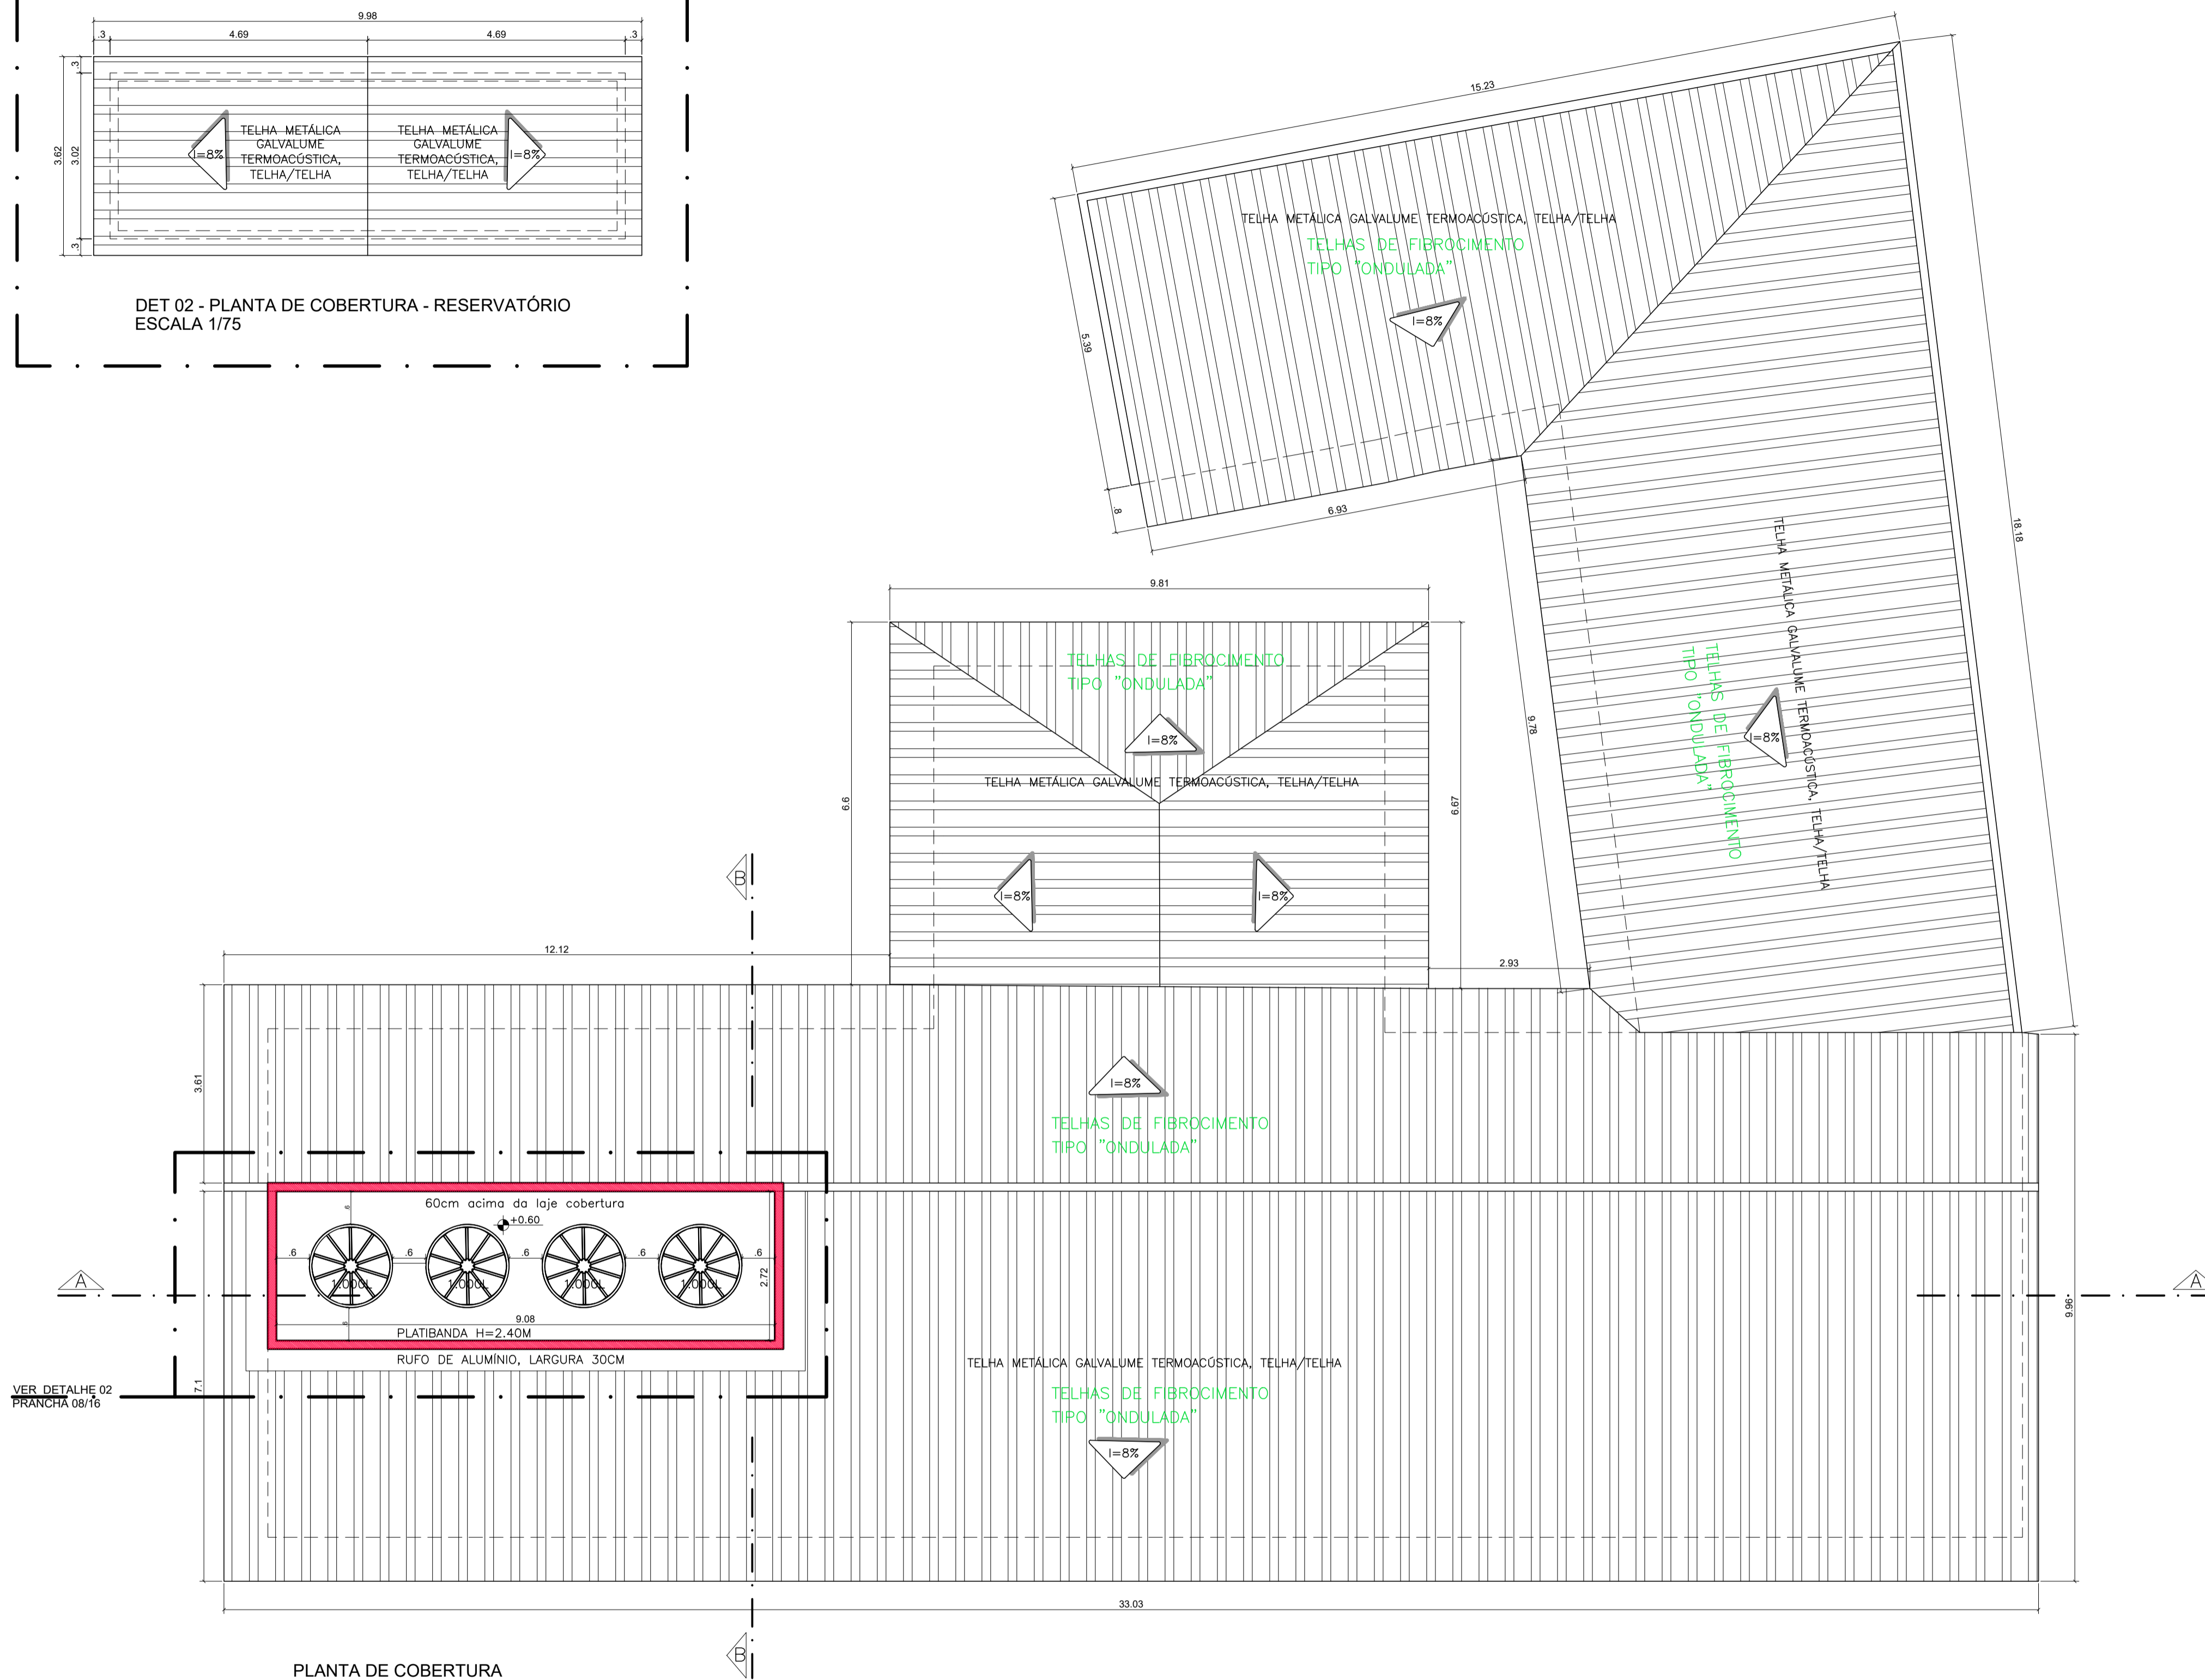 9.98
.3
4.69
4.69
.3
.3
3.62
3.02
.3
I=8%
TELHA METÁLICA
GALVALUME
TERMOACÚSTICA,
TELHA/TELHA
TELHA METÁLICA
GALVALUME
TERMOACÚSTICA,
TELHA/TELHA
I=8%
DET 02 - PLANTA DE COBERTURA - RESERVATÓRIO
ESCALA 1/75
15.23
TELHA METÁLICA GALVALUME TERMOACÚSTICA, TELHA/TELHA
TELHAS DE FIBROCIMENTO
TIPO "ONDULADA"
I=8%
5.39
.8
6.93
18.18
TELHA METÁLICA GALVALUME TERMOACÚSTICA, TELHA/TELHA
TELHAS DE FIBROCIMENTO
TIPO "ONDULADA"
I=8%
9.78
9.81
TELHAS DE FIBROCIMENTO
TIPO "ONDULADA"
I=8%
TELHA METÁLICA GALVALUME TERMOACÚSTICA, TELHA/TELHA
6.6
6.67
I=8%
I=8%
B
12.12
2.93
3.61
I=8%
TELHAS DE FIBROCIMENTO
TIPO "ONDULADA"
60cm acima da laje cobertura
+0.60
.6
.6
.6
.6
.6
.6
1.000L
1.000L
1.000L
1.000L
2.72
.6
9.08
PLATIBANDA H=2.40M
RUFO DE ALUMÍNIO, LARGURA 30CM
A
A
9.96
7.1
VER DETALHE 02
PRANCHA 08/16
TELHA METÁLICA GALVALUME TERMOACÚSTICA, TELHA/TELHA
TELHAS DE FIBROCIMENTO
TIPO "ONDULADA"
I=8%
33.03
B
PLANTA DE COBERTURA